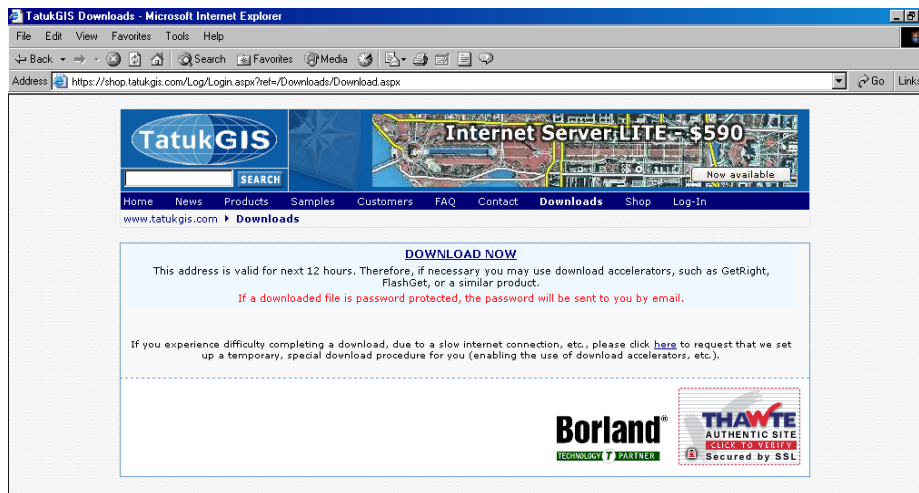 TatukGIS Downloads - Microsoft Internet Explorer
File Edit View Favorites Tools Help
Back Search Favorites Media
Address https://shop.tatukgis.com/Log/Login.aspx?ref=/Downloads/Download.aspx Go Links
TatukGIS
Internet Server LITE - $590
SEARCH
Now available
Home News Products Samples Customers FAQ Contact Downloads Shop Log-In
www.tatukgis.com Downloads
DOWNLOAD NOW
This address is valid for next 12 hours. Therefore, if necessary you may use download accelerators, such as GetRight,
FlashGet, or a similar product.
If a downloaded file is password protected, the password will be sent to you by email.
If you experience difficulty completing a download, due to a slow internet connection, etc., please click here to request that we set
up a temporary, special download procedure for you (enabling the use of download accelerators, etc.).
Borland®
TECHNOLOGY T PARTNER
THAWTE
AUTHENTIC SITE
CLICK TO VERIFY
Secured by SSL